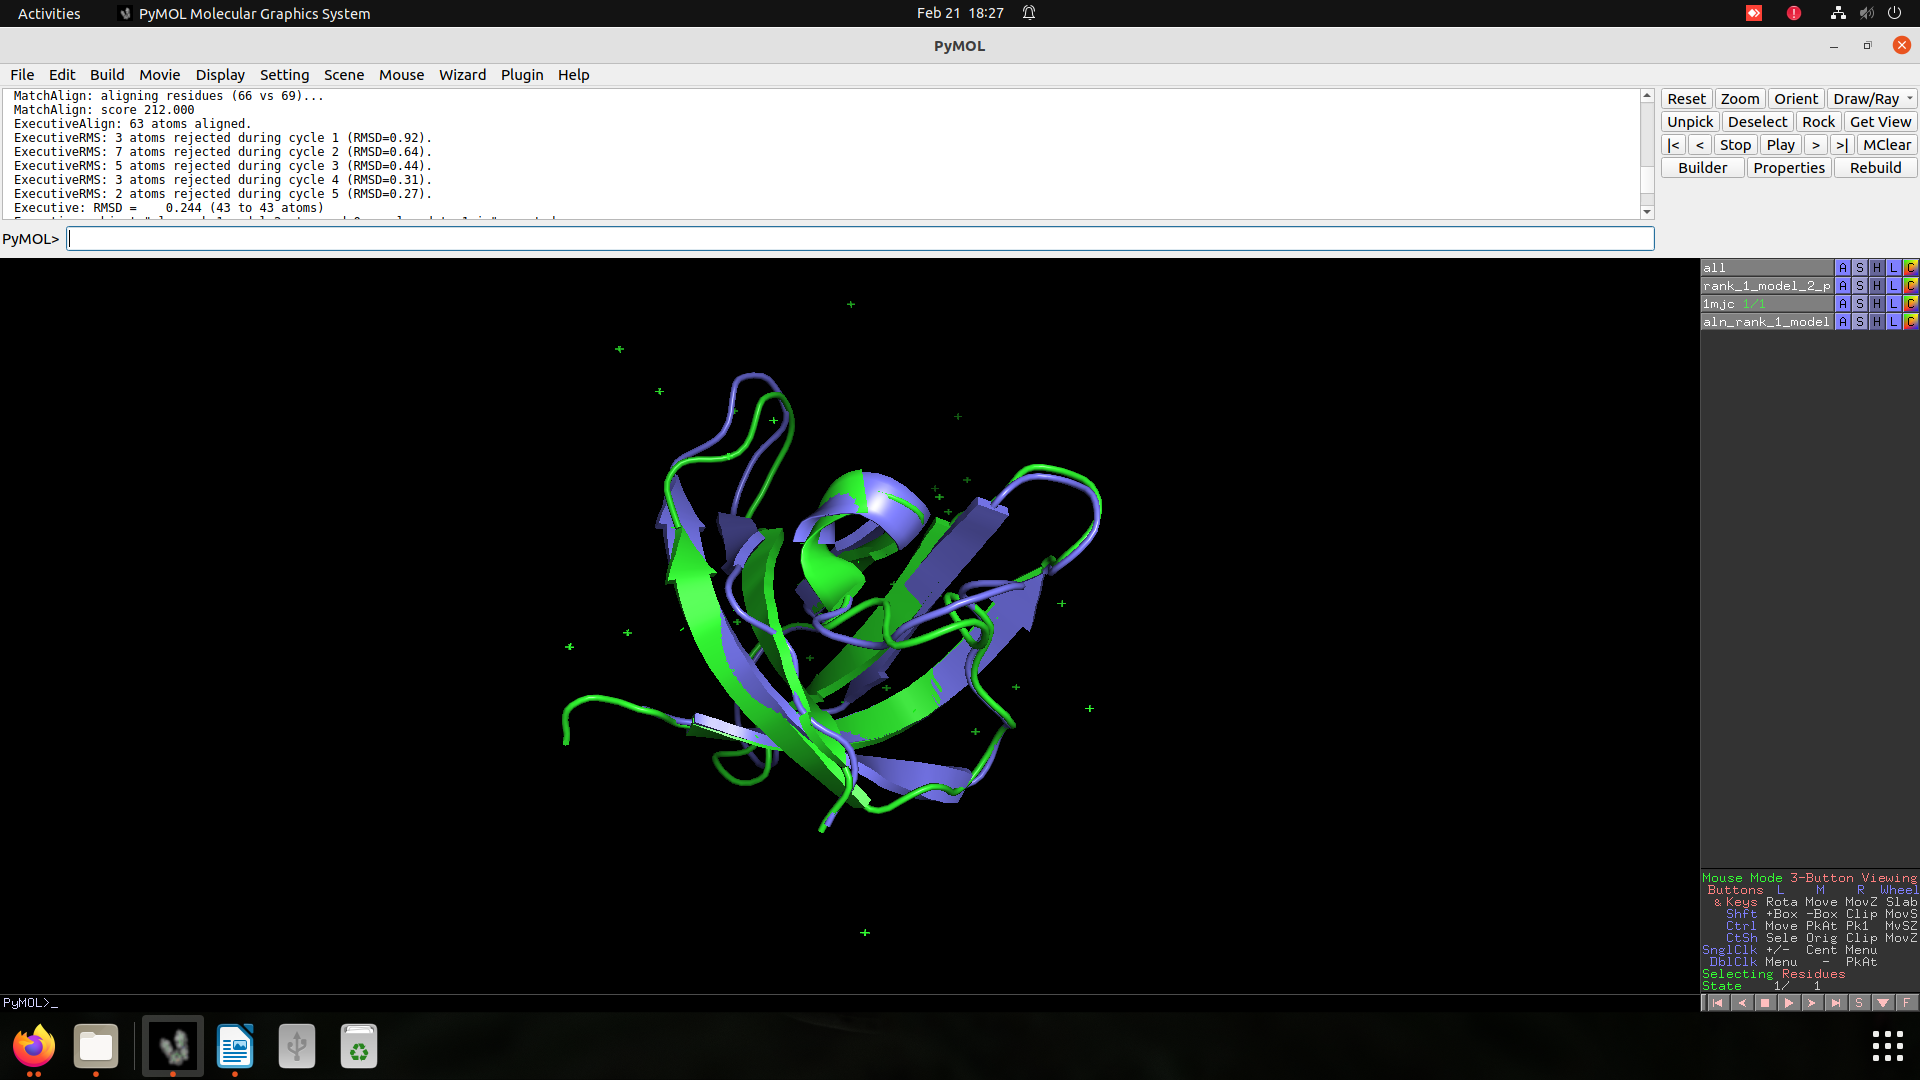 Activities PyMOL Molecular Graphics System Feb 21 18:27
PyMOL
File Edit Build Movie Display Setting Scene Mouse Wizard Plugin Help
MatchAlign: aligning residues (66 vs 69)...
MatchAlign: score 212.000
ExecutiveAlign: 63 atoms aligned.
ExecutiveRMS: 3 atoms rejected during cycle 1 (RMSD=0.92).
ExecutiveRMS: 7 atoms rejected during cycle 2 (RMSD=0.64).
ExecutiveRMS: 5 atoms rejected during cycle 3 (RMSD=0.44).
ExecutiveRMS: 3 atoms rejected during cycle 4 (RMSD=0.31).
ExecutiveRMS: 2 atoms rejected during cycle 5 (RMSD=0.27).
Executive: RMSD = 0.244 (43 to 43 atoms)
Reset Zoom Orient Draw/Ray
Unpick Deselect Rock Get View
|< < Stop Play > >| MClear
Builder Properties Rebuild
PyMOL>
all A S H L C
rank_1_model_2_p A S H L C
1mjc 1/1 A S H L C
aln_rank_1_model A S H L C
Mouse Mode 3-Button Viewing
Buttons L M R Wheel
& Keys Rota Move MovZ Slab
Shft +Box -Box Clip MovS
Ctrl Move PkAt Pk1 MvSZ
CtSh Sele Orig Clip MovZ
SnglClk +/- Cent Menu
DblClk Menu - PkAt
Selecting Residues
State 1/ 1
S F
PyMOL>_